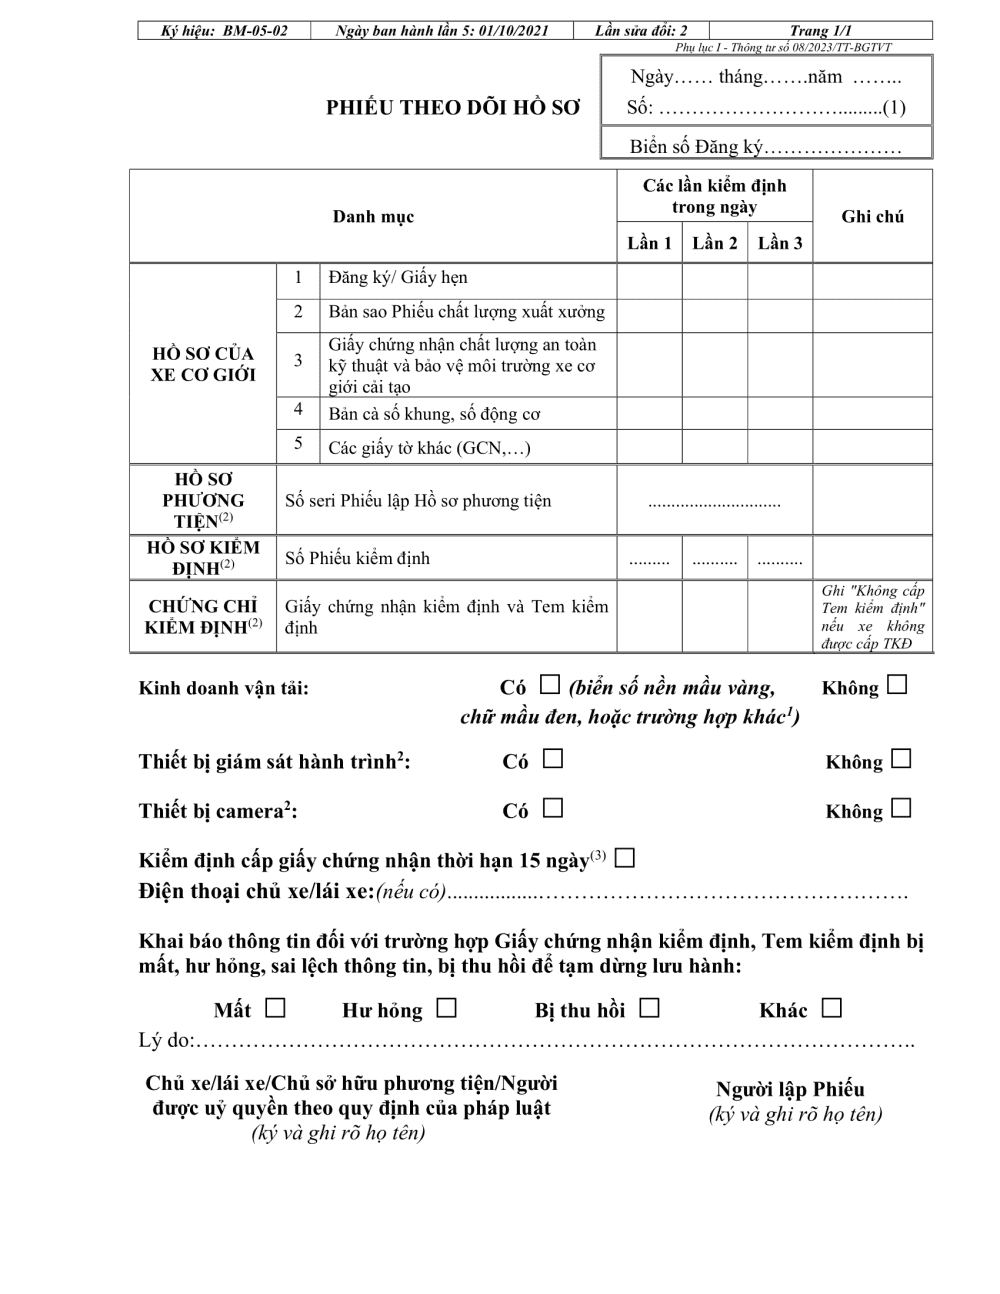 Ký hiệu: BM-05-02 Ngày ban hành lần 5: 01/10/2021 Lần sửa đổi: 2 Trang 1/1
Phụ lục I - Thông tư số 08/2023/TT-BGTVT
PHIẾU THEO DÕI HỒ SƠ
Ngày…… tháng…….năm ……..
Số: ………………………..........(1)
Biển số Đăng ký…………………
Danh mục
Các lần kiểm định
trong ngày
Ghi chú
Lần 1 Lần 2 Lần 3
HỒ SƠ CỦA
XE CƠ GIỚI
1 Đăng ký/ Giấy hẹn
2 Bản sao Phiếu chất lượng xuất xưởng
3 Giấy chứng nhận chất lượng an toàn
kỹ thuật và bảo vệ môi trường xe cơ
giới cải tạo
4 Bản cà số khung, số động cơ
5 Các giấy tờ khác (GCN,…)
HỒ SƠ
PHƯƠNG
TIỆN(2)
Số seri Phiếu lập Hồ sơ phương tiện .............................
HỒ SƠ KIỂM
ĐỊNH(2)
Số Phiếu kiểm định ......... .......... ..........
CHỨNG CHỈ
KIỂM ĐỊNH(2)
Giấy chứng nhận kiểm định và Tem kiểm
định
Ghi "Không cấp
Tem kiểm định"
nếu xe không
được cấp TKĐ
Kinh doanh vận tải: Có ☐ (biển số nền mầu vàng, Không ☐
chữ mầu đen, hoặc trường hợp khác1)
Thiết bị giám sát hành trình2: Có ☐ Không ☐
Thiết bị camera2: Có ☐ Không ☐
Kiểm định cấp giấy chứng nhận thời hạn 15 ngày(3) ☐
Điện thoại chủ xe/lái xe:(nếu có)..................……………………………………………….
Khai báo thông tin đối với trường hợp Giấy chứng nhận kiểm định, Tem kiểm định bị
mất, hư hỏng, sai lệch thông tin, bị thu hồi để tạm dừng lưu hành:
Mất ☐ Hư hỏng ☐ Bị thu hồi ☐ Khác ☐
Lý do:…………………………………………………………………………………………..
Chủ xe/lái xe/Chủ sở hữu phương tiện/Người
được uỷ quyền theo quy định của pháp luật
(ký và ghi rõ họ tên)
Người lập Phiếu
(ký và ghi rõ họ tên)